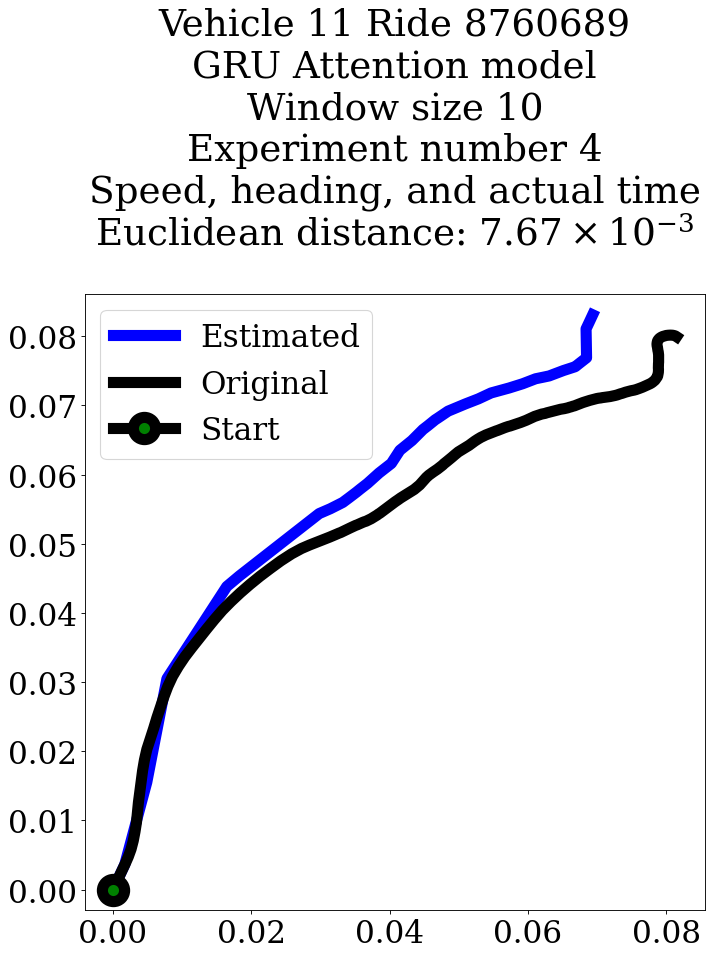 Vehicle 11 Ride 8760689
GRU Attention model
Window size 10
Experiment number 4
Speed, heading, and actual time
Euclidean distance: 7.67 × 10⁻³
Estimated
Original
Start
0.08
0.07
0.06
0.05
0.04
0.03
0.02
0.01
0.00
0.00 0.02 0.04 0.06 0.08